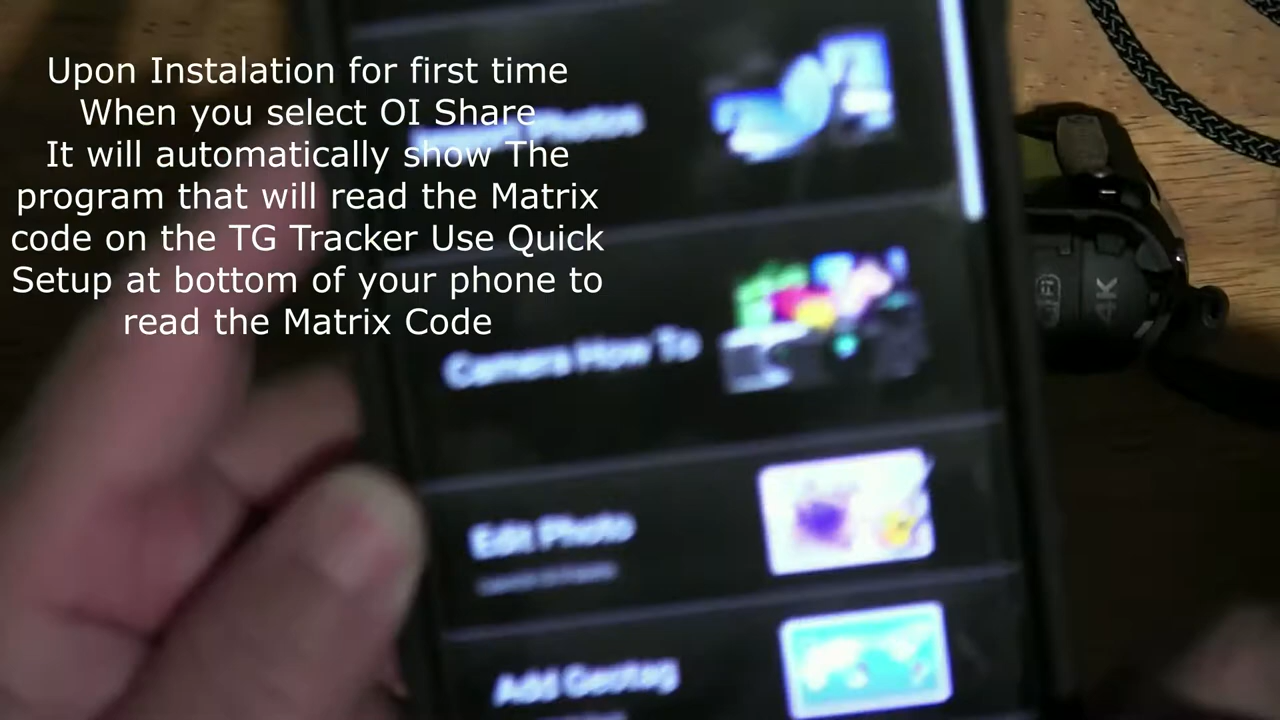 Upon Instalation for first time
When you select OI Share
It will automatically show The
program that will read the Matrix
code on the TG Tracker Use Quick
Setup at bottom of your phone to
read the Matrix Code
Photos
Camera How To
Edit Photo
Add Geotag
WiFi
4K